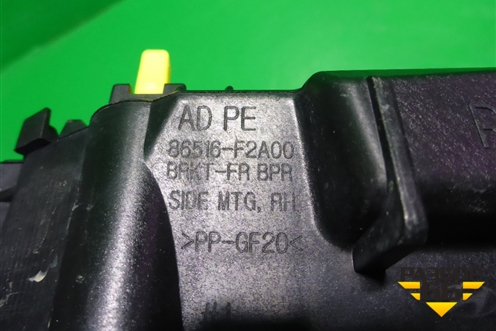 AD PE
86516-F2A00
BRKT-FR BPR
SIDE MTG, RH
>PP-GF20<